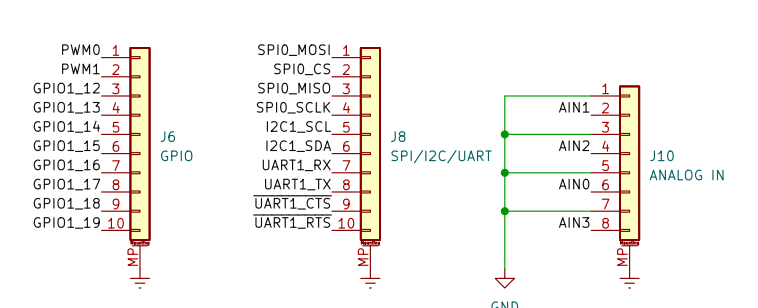 PWM0 1
PWM1 2
GPIO1_12 3
GPIO1_13 4
GPIO1_14 5
GPIO1_15 6
GPIO1_16 7
GPIO1_17 8
GPIO1_18 9
GPIO1_19 10
J6
GPIO
MP
SPI0_MOSI 1
SPI0_CS 2
SPI0_MISO 3
SPI0_SCLK 4
I2C1_SCL 5
I2C1_SDA 6
UART1_RX 7
UART1_TX 8
UART1_CTS 9
UART1_RTS 10
J8
SPI/I2C/UART
MP
1
AIN1 2
3
AIN2 4
5
AIN0 6
7
AIN3 8
J10
ANALOG IN
MP
GND